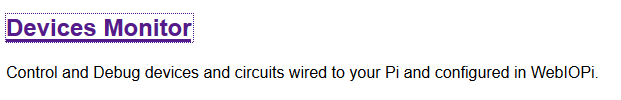 Devices Monitor
Control and Debug devices and circuits wired to your Pi and configured in WebIOPi.